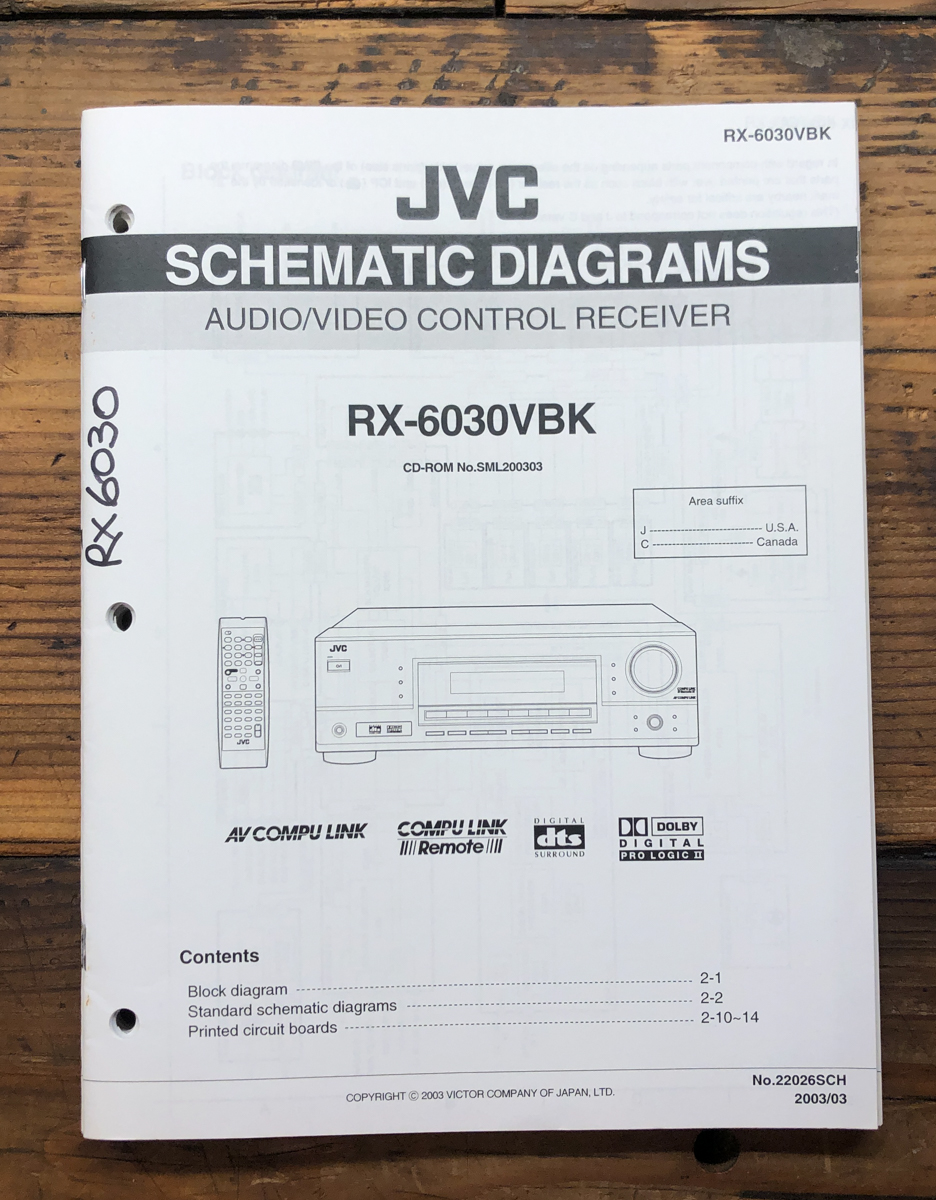 RX-6030VBK
JVC
SCHEMATIC DIAGRAMS
AUDIO/VIDEO CONTROL RECEIVER
RX6030
RX-6030VBK
CD-ROM No.SML200303
Area suffix
J ---------------------------- U.S.A.
C ------------------------- Canada
JVC
JVC
AV COMPU LINK
COMPU LINK
Remote
DIGITAL
dts
SURROUND
DOLBY
DIGITAL
PRO LOGIC II
Contents
Block diagram ---------------------------------------- 2-1
Standard schematic diagrams ---------------------------------------- 2-2
Printed circuit boards ---------------------------------------- 2-10~14
No.22026SCH
COPYRIGHT © 2003 VICTOR COMPANY OF JAPAN, LTD.
2003/03